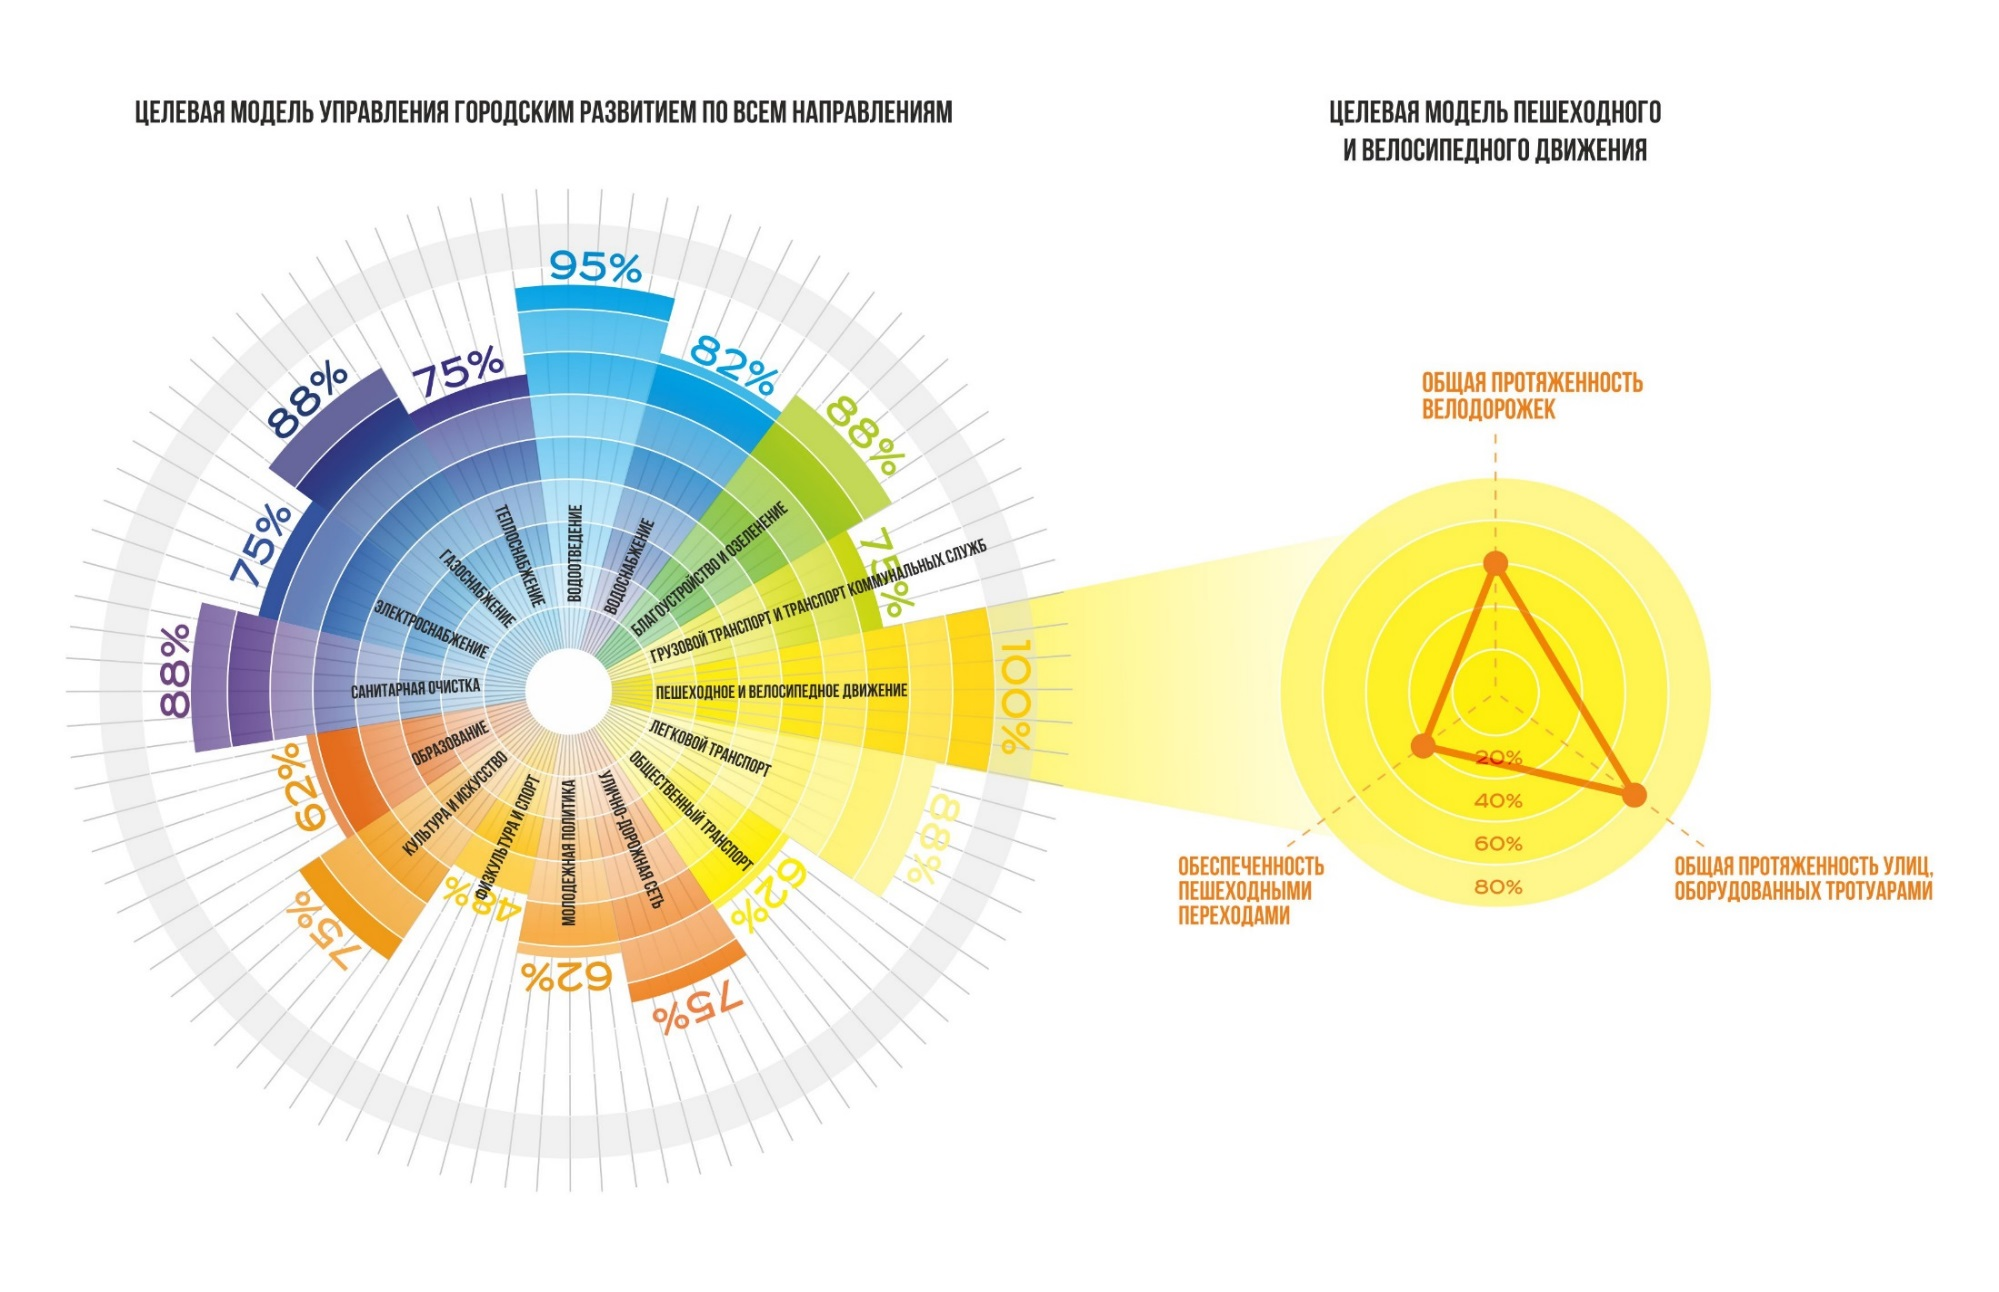 ЦЕЛЕВАЯ МОДЕЛЬ УПРАВЛЕНИЯ ГОРОДСКИМ РАЗВИТИЕМ ПО ВСЕМ НАПРАВЛЕНИЯМ
95%
82%
88%
75%
100%
88%
62%
75%
62%
48%
75%
62%
88%
75%
88%
75%
ВОДООТВЕДЕНИЕ
ВОДОСНАБЖЕНИЕ
БЛАГОУСТРОЙСТВО И ОЗЕЛЕНЕНИЕ
ГРУЗОВОЙ ТРАНСПОРТ И ТРАНСПОРТ КОММУНАЛЬНЫХ СЛУЖБ
ПЕШЕХОДНОЕ И ВЕЛОСИПЕДНОЕ ДВИЖЕНИЕ
ЛЕГКОВОЙ ТРАНСПОРТ
ОБЩЕСТВЕННЫЙ ТРАНСПОРТ
УЛИЧНО-ДОРОЖНАЯ СЕТЬ
МОЛОДЕЖНАЯ ПОЛИТИКА
ФИЗКУЛЬТУРА И СПОРТ
КУЛЬТУРА И ИСКУССТВО
ОБРАЗОВАНИЕ
САНИТАРНАЯ ОЧИСТКА
ЭЛЕКТРОСНАБЖЕНИЕ
ГАЗОСНАБЖЕНИЕ
ТЕПЛОСНАБЖЕНИЕ
ЦЕЛЕВАЯ МОДЕЛЬ ПЕШЕХОДНОГО
И ВЕЛОСИПЕДНОГО ДВИЖЕНИЯ
ОБЩАЯ ПРОТЯЖЕННОСТЬ
ВЕЛОДОРОЖЕК
20%
40%
60%
80%
ОБЕСПЕЧЕННОСТЬ
ПЕШЕХОДНЫМИ
ПЕРЕХОДАМИ
ОБЩАЯ ПРОТЯЖЕННОСТЬ УЛИЦ,
ОБОРУДОВАННЫХ ТРОТУАРАМИ